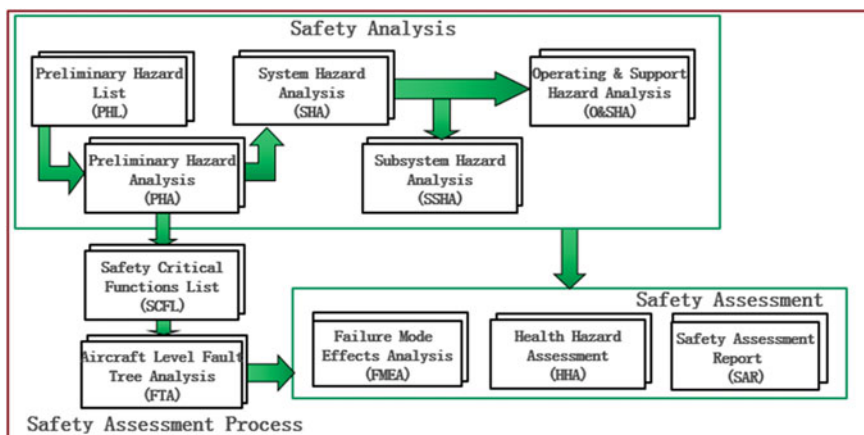 Safety Analysis
Preliminary Hazard
List
(PHL)
System Hazard
Analysis
(SHA)
Operating & Support
Hazard Analysis
(O&SHA)
Preliminary Hazard
Analysis
(PHA)
Subsystem Hazard
Analysis
(SSHA)
Safety Critical
Functions List
(SCFL)
Safety Assessment
Failure Mode
Effects Analysis
(FMEA)
Health Hazard
Assessment
(HHA)
Safety Assessment
Report
(SAR)
Aircraft Level Fault
Tree Analysis
(FTA)
Safety Assessment Process